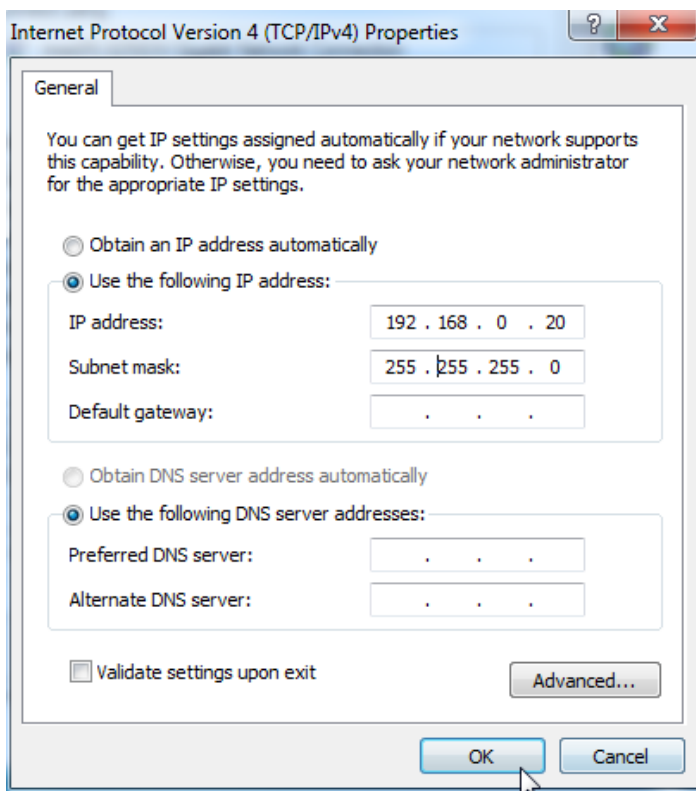 Internet Protocol Version 4 (TCP/IPv4) Properties
?
General
You can get IP settings assigned automatically if your network supports
this capability. Otherwise, you need to ask your network administrator
for the appropriate IP settings.
Obtain an IP address automatically
Use the following IP address:
IP address: 192 . 168 . 0 . 20
Subnet mask: 255 . 255 . 255 . 0
Default gateway: . . .
Obtain DNS server address automatically
Use the following DNS server addresses:
Preferred DNS server: . . .
Alternate DNS server: . . .
Validate settings upon exit
Advanced...
OK Cancel